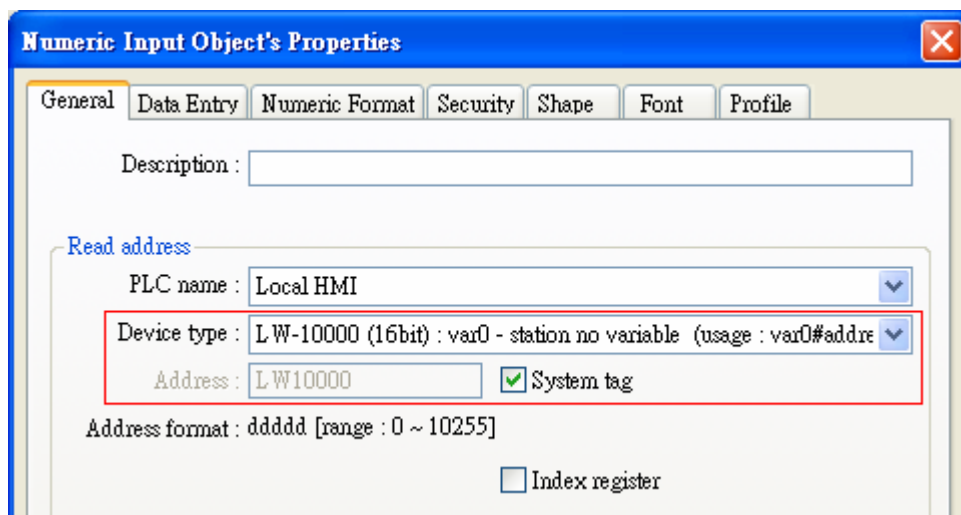 Numeric Input Object's Properties
General Data Entry Numeric Format Security Shape Font Profile
Description :
Read address
PLC name : Local HMI
Device type : LW-10000 (16bit) : var0 - station no variable (usage : var0#addre
Address : LW10000 System tag
Address format : ddddd [range : 0 ~ 10255]
Index register